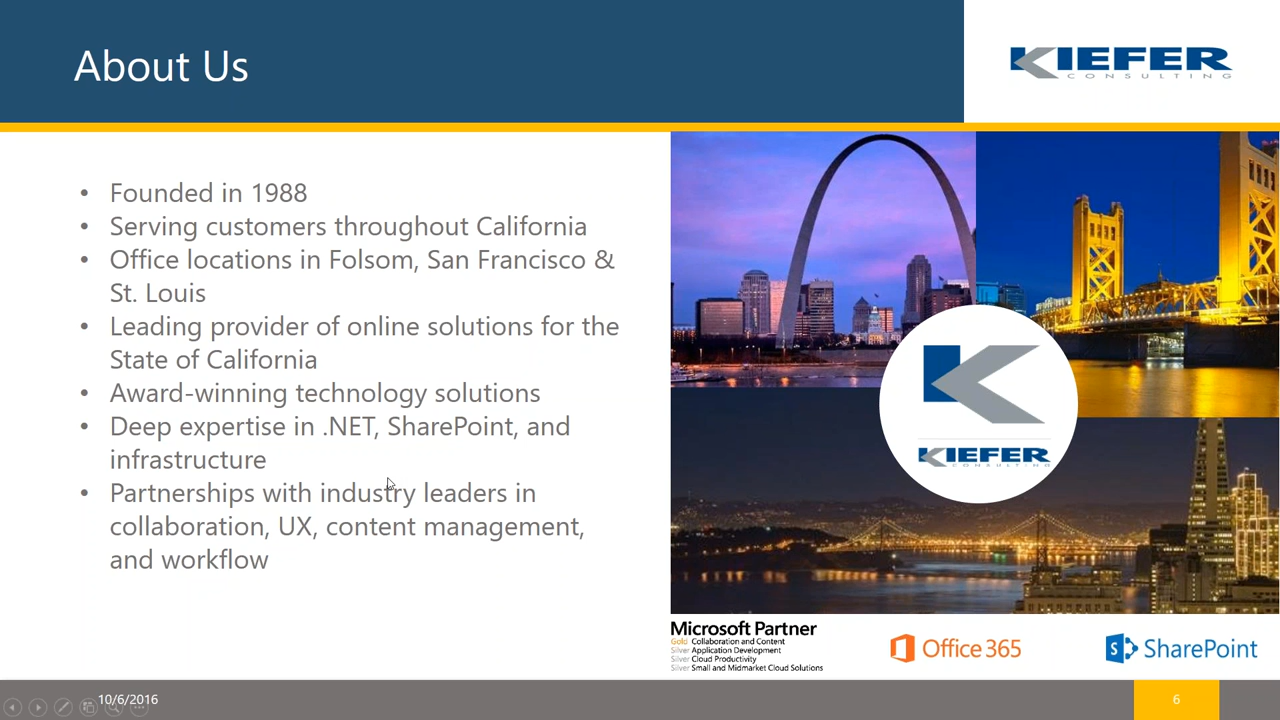 About Us
KIEFER
CONSULTING
• Founded in 1988
• Serving customers throughout California
• Office locations in Folsom, San Francisco &
St. Louis
• Leading provider of online solutions for the
State of California
• Award-winning technology solutions
• Deep expertise in .NET, SharePoint, and
infrastructure
• Partnerships with industry leaders in
collaboration, UX, content management,
and workflow
KIEFER
CONSULTING
Microsoft Partner
Gold Collaboration and Content
Silver Application Development
Silver Cloud Productivity
Silver Small and Midmarket Cloud Solutions
Office 365
S SharePoint
10/6/2016
6